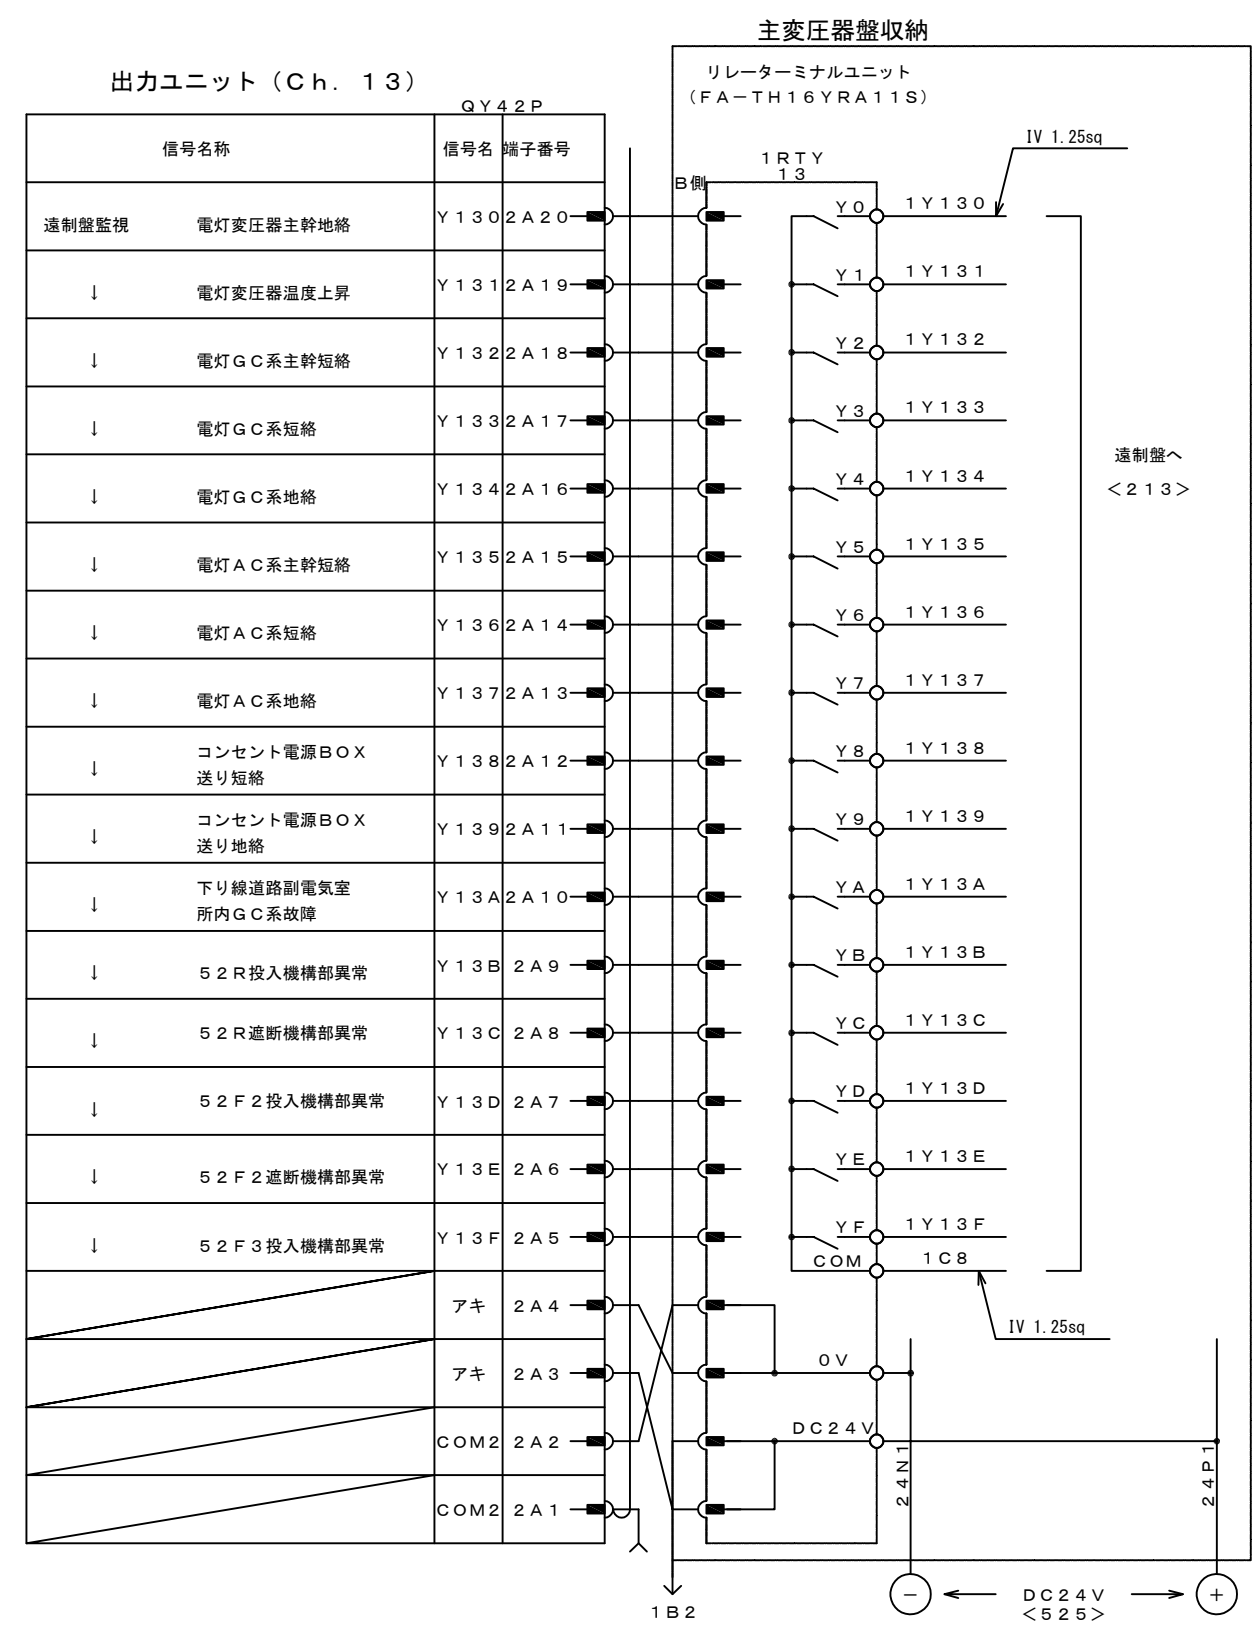 主変圧器盤収納
出力ユニット（Ｃｈ．１３）
ＱＹ４２Ｐ
リレーターミナルユニット
（ＦＡ－ＴＨ１６ＹＲＡ１１Ｓ）
信号名称 信号名 端子番号
１ＲＴＹ
１３
Ｂ側
IV 1.25sq
遠制盤監視 電灯変圧器主幹地絡 Ｙ１３０ ２Ａ２０ Ｙ０ １Ｙ１３０
↓ 電灯変圧器温度上昇 Ｙ１３１ ２Ａ１９ Ｙ１ １Ｙ１３１
↓ 電灯ＧＣ系主幹短絡 Ｙ１３２ ２Ａ１８ Ｙ２ １Ｙ１３２
↓ 電灯ＧＣ系短絡 Ｙ１３３ ２Ａ１７ Ｙ３ １Ｙ１３３
遠制盤へ
＜２１３＞
↓ 電灯ＧＣ系地絡 Ｙ１３４ ２Ａ１６ Ｙ４ １Ｙ１３４
↓ 電灯ＡＣ系主幹短絡 Ｙ１３５ ２Ａ１５ Ｙ５ １Ｙ１３５
↓ 電灯ＡＣ系短絡 Ｙ１３６ ２Ａ１４ Ｙ６ １Ｙ１３６
↓ 電灯ＡＣ系地絡 Ｙ１３７ ２Ａ１３ Ｙ７ １Ｙ１３７
コンセント電源ＢＯＸ
↓ 送り短絡 Ｙ１３８ ２Ａ１２ Ｙ８ １Ｙ１３８
コンセント電源ＢＯＸ
↓ 送り地絡 Ｙ１３９ ２Ａ１１ Ｙ９ １Ｙ１３９
下り線道路副電気室
↓ 所内ＧＣ系故障 Ｙ１３Ａ ２Ａ１０ ＹＡ １Ｙ１３Ａ
↓ ５２Ｒ投入機構部異常 Ｙ１３Ｂ ２Ａ９ ＹＢ １Ｙ１３Ｂ
↓ ５２Ｒ遮断機構部異常 Ｙ１３Ｃ ２Ａ８ ＹＣ １Ｙ１３Ｃ
↓ ５２Ｆ２投入機構部異常 Ｙ１３Ｄ ２Ａ７ ＹＤ １Ｙ１３Ｄ
↓ ５２Ｆ２遮断機構部異常 Ｙ１３Ｅ ２Ａ６ ＹＥ １Ｙ１３Ｅ
↓ ５２Ｆ３投入機構部異常 Ｙ１３Ｆ ２Ａ５ ＹＦ １Ｙ１３Ｆ
ＣＯＭ １Ｃ８
アキ ２Ａ４
IV 1.25sq
アキ ２Ａ３ ０Ｖ
ＣＯＭ２ ２Ａ２ ＤＣ２４Ｖ
２４Ｎ１ ２４Ｐ１
ＣＯＭ２ ２Ａ１
１Ｂ２
－ ＤＣ２４Ｖ ＋
＜５２５＞